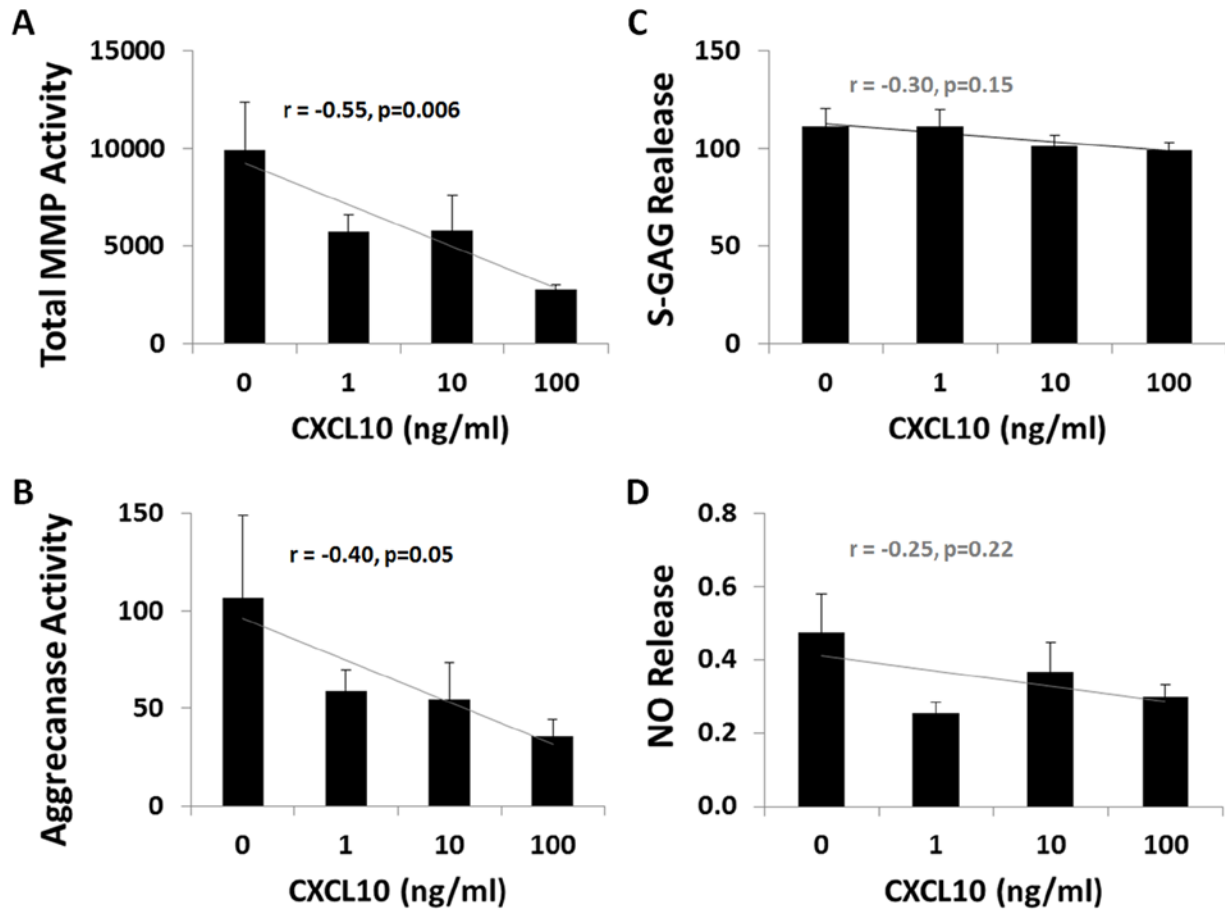 A
15000
10000
5000
0
Total MMP Activity
r = -0.55, p=0.006
0 1 10 100
CXCL10 (ng/ml)
C
150
100
50
0
S-GAG Realease
r = -0.30, p=0.15
0 1 10 100
CXCL10 (ng/ml)
B
150
100
50
0
Aggrecanase Activity
r = -0.40, p=0.05
0 1 10 100
CXCL10 (ng/ml)
D
0.8
0.6
0.4
0.2
0.0
NO Release
r = -0.25, p=0.22
0 1 10 100
CXCL10 (ng/ml)